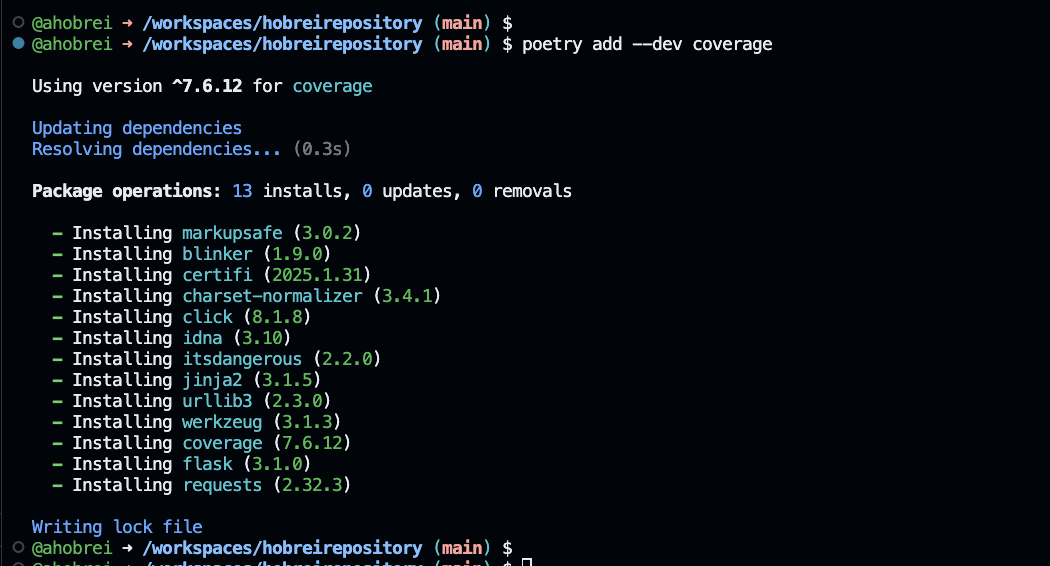 @ahobrei → /workspaces/hobreirepository (main) $
@ahobrei → /workspaces/hobreirepository (main) $ poetry add --dev coverage
Using version ^7.6.12 for coverage
Updating dependencies
Resolving dependencies... (0.3s)
Package operations: 13 installs, 0 updates, 0 removals
- Installing markupsafe (3.0.2)
- Installing blinker (1.9.0)
- Installing certifi (2025.1.31)
- Installing charset-normalizer (3.4.1)
- Installing click (8.1.8)
- Installing idna (3.10)
- Installing itsdangerous (2.2.0)
- Installing jinja2 (3.1.5)
- Installing urllib3 (2.3.0)
- Installing werkzeug (3.1.3)
- Installing coverage (7.6.12)
- Installing flask (3.1.0)
- Installing requests (2.32.3)
Writing lock file
@ahobrei → /workspaces/hobreirepository (main) $
@ahobrei → /workspaces/hobreirepository (main) $